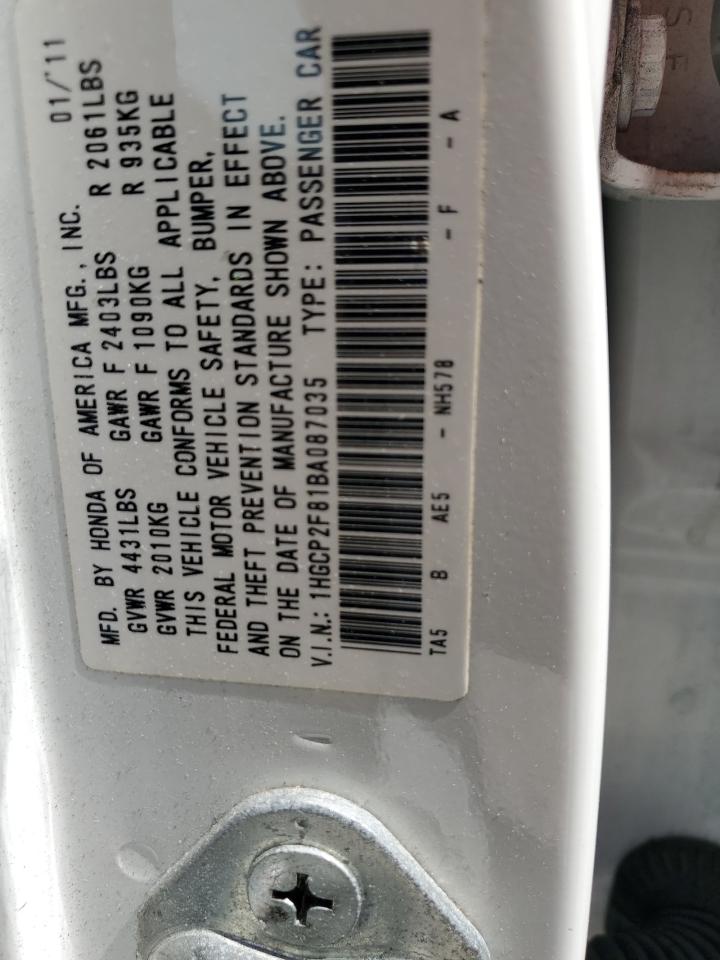 MFD. BY HONDA OF AMERICA MFG., INC. 01/'11
GVWR 4431LBS GAWR F 2403LBS R 2061LBS
GVWR 2010KG GAWR F 1090KG R 935KG
THIS VEHICLE CONFORMS TO ALL APPLICABLE
FEDERAL MOTOR VEHICLE SAFETY, BUMPER,
AND THEFT PREVENTION STANDARDS IN EFFECT
ON THE DATE OF MANUFACTURE SHOWN ABOVE.
V.I.N.: 1HGCP2F81BA087035 TYPE: PASSENGER CAR
TA5 B AE5 - NH578 - F - A